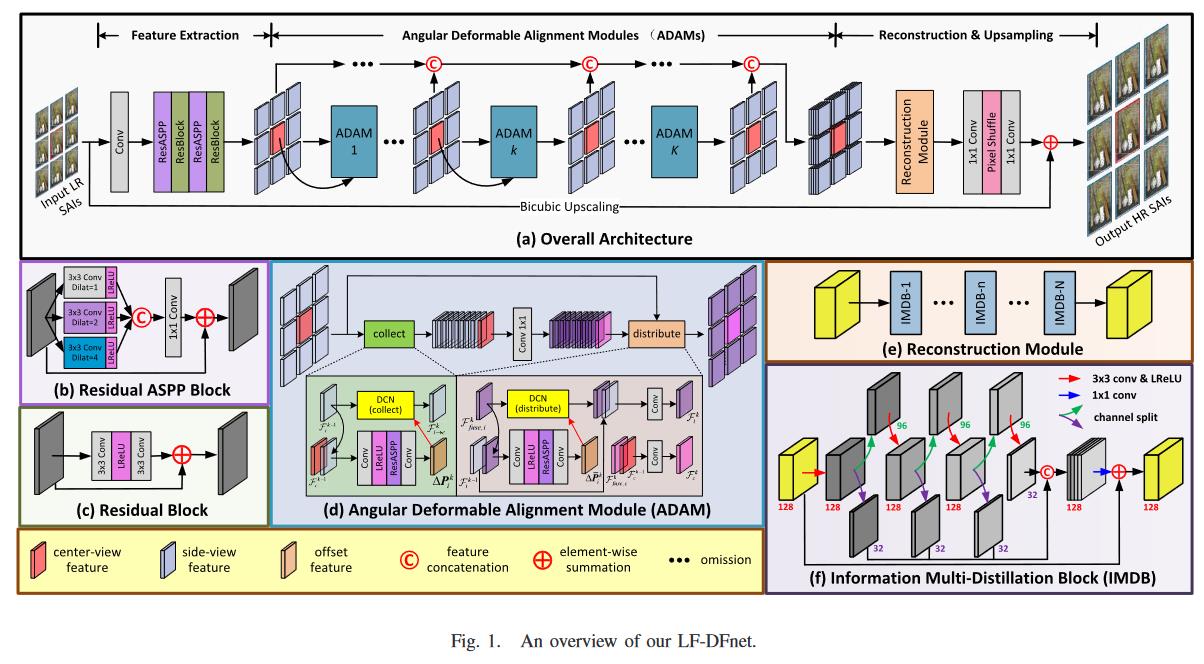 Feature Extraction
Angular Deformable Alignment Modules （ADAMs)
Reconstruction & Upsampling
Input LR
SAIs
Conv
ResASPP
ResBlock
ResASPP
ResBlock
ADAM
1
C
ADAM
k
C
ADAM
K
C
Reconstruction
Module
1x1 Conv
Pixel Shuffle
1x1 Conv
Output HR SAIs
Bicubic Upscaling
(a) Overall Architecture
3x3 Conv
Dilat=1
LReLU
3x3 Conv
Dilat=2
LReLU
3x3 Conv
Dilat=4
LReLU
C
1x1 Conv
(b) Residual ASPP Block
3x3 Conv
LReLU
3x3 Conv
(c) Residual Block
collect
Conv 1x1
distribute
DCN
(collect)
Conv
LReLU
ResASPP
Conv
ΔP^k
DCN
(distribute)
Conv
LReLU
ResASPP
Conv
Conv
Conv
(d) Angular Deformable Alignment Module (ADAM)
IMDB-1
IMDB-n
IMDB-N
(e) Reconstruction Module
3x3 conv & LReLU
1x1 conv
channel split
96
96
96
128
128
128
128
32
C
128
128
32
32
32
(f) Information Multi-Distillation Block (IMDB)
center-view
feature
side-view
feature
offset
feature
C
feature
concatenation
element-wise
summation
omission
Fig. 1. An overview of our LF-DFnet.